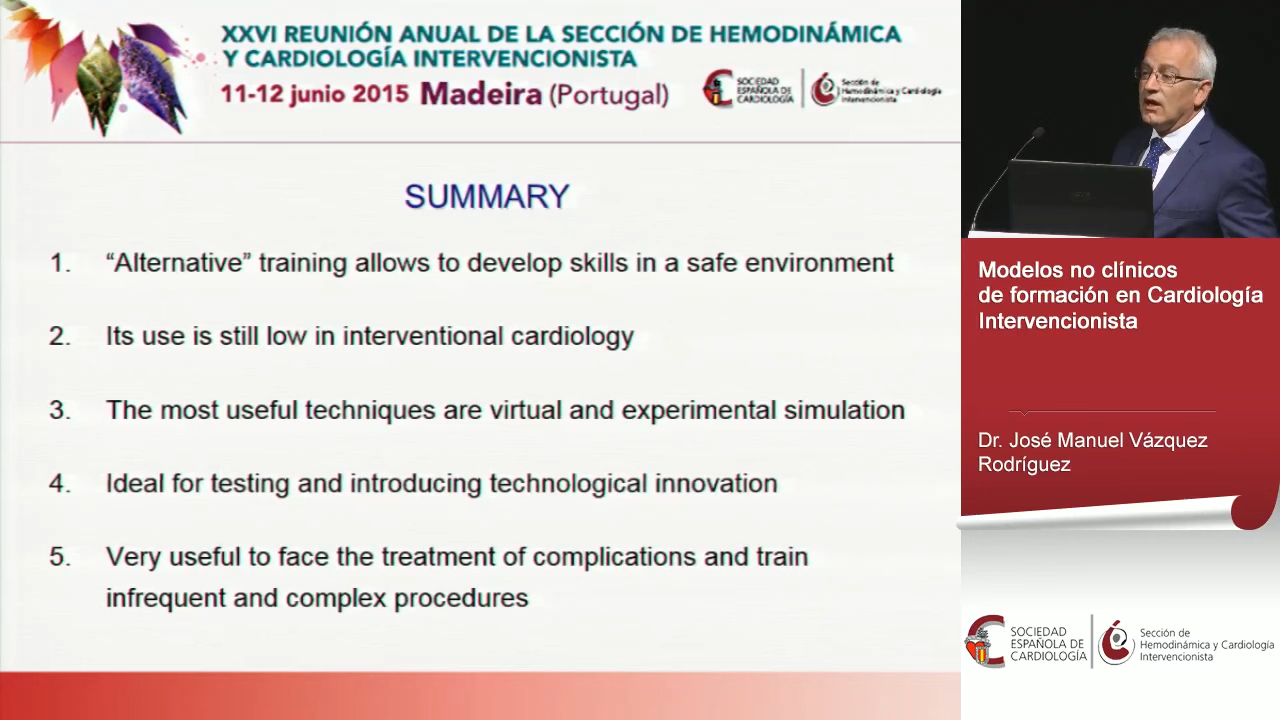 XXVI REUNIÓN ANUAL DE LA SECCIÓN DE HEMODINÁMICA
Y CARDIOLOGÍA INTERVENCIONISTA
11-12 junio 2015 Madeira (Portugal)
SOCIEDAD
ESPAÑOLA DE
CARDIOLOGÍA
Sección de
Hemodinámica y Cardiología
Intervencionista
SUMMARY
1. “Alternative” training allows to develop skills in a safe environment
2. Its use is still low in interventional cardiology
3. The most useful techniques are virtual and experimental simulation
4. Ideal for testing and introducing technological innovation
5. Very useful to face the treatment of complications and train
infrequent and complex procedures
Modelos no clínicos
de formación en Cardiología
Intervencionista
Dr. José Manuel Vázquez
Rodríguez
SOCIEDAD
ESPAÑOLA DE
CARDIOLOGÍA
Sección de
Hemodinámica y Cardiología
Intervencionista